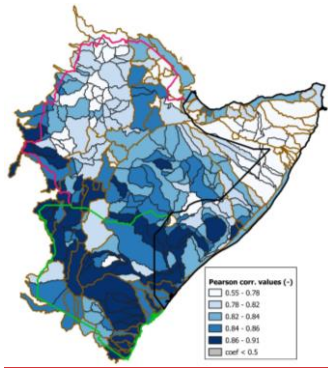 Pearson corr. values (-)
0.55 - 0.78
0.78 - 0.82
0.82 - 0.84
0.84 - 0.86
0.86 - 0.91
coef < 0.5